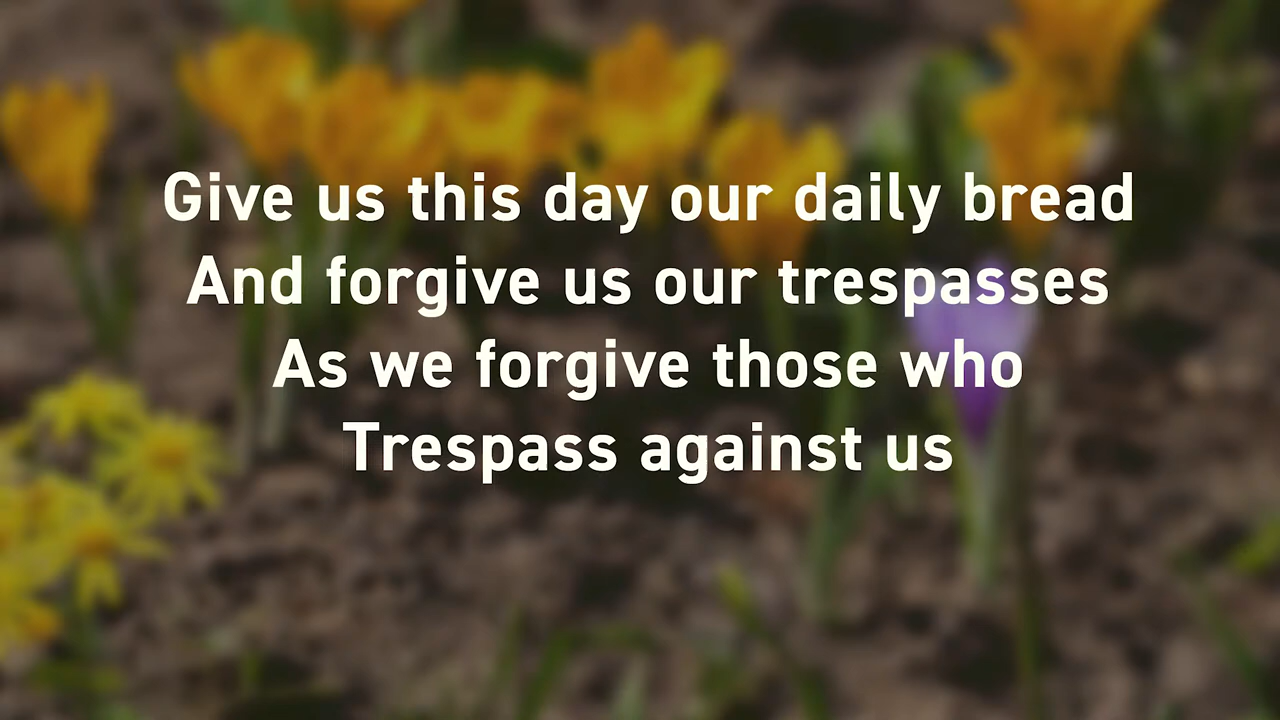 Give us this day our daily bread
And forgive us our trespasses
As we forgive those who
Trespass against us